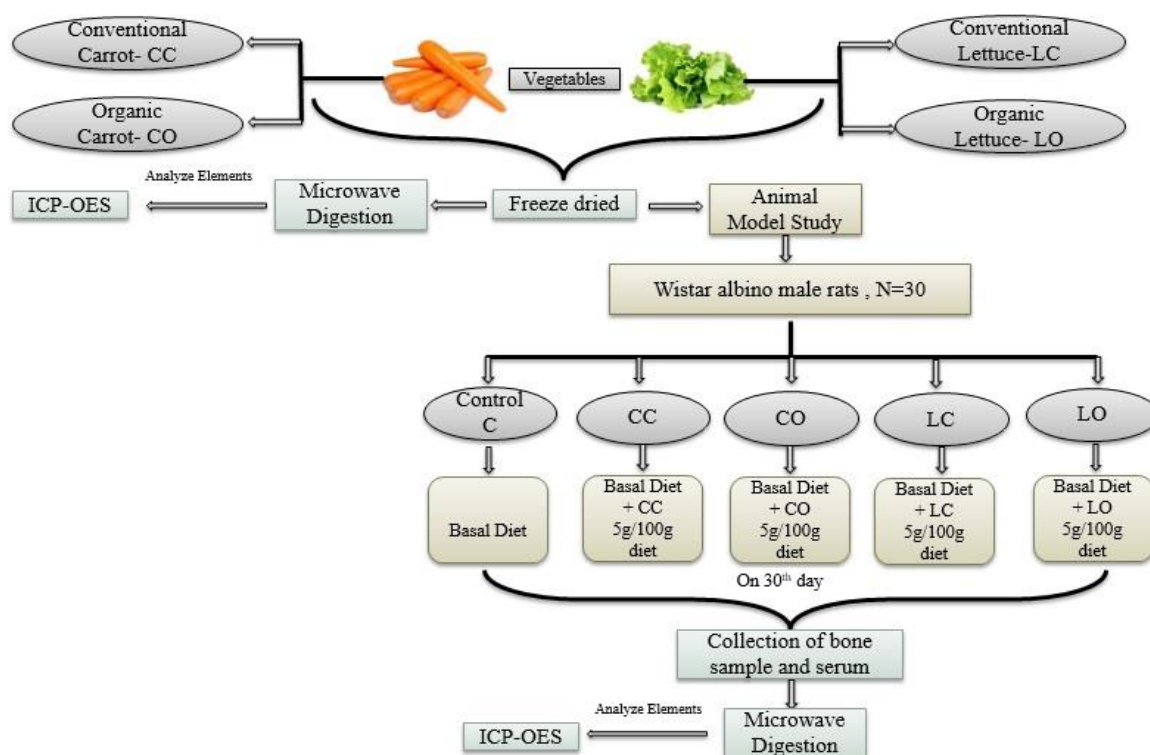 Conventional
Carrot- CC
Vegetables
Conventional
Lettuce-LC
Organic
Carrot- CO
Organic
Lettuce- LO
ICP-OES
Analyze Elements
Microwave
Digestion
Freeze dried
Animal
Model Study
Wistar albino male rats , N=30
Control
C
CC
CO
LC
LO
Basal Diet
Basal Diet
+ CC
5g/100g
diet
Basal Diet
+ CO
5g/100g
diet
Basal Diet
+ LC
5g/100g
diet
Basal Diet
+ LO
5g/100g
diet
On 30th day
Collection of bone
sample and serum
ICP-OES
Analyze Elements
Microwave
Digestion